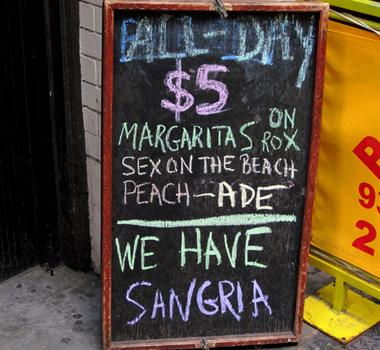 ALL-DAY
$5
MARGARITAS ON ROX
SEX ON THE BEACH
PEACH-ADE
WE HAVE
SANGRIA